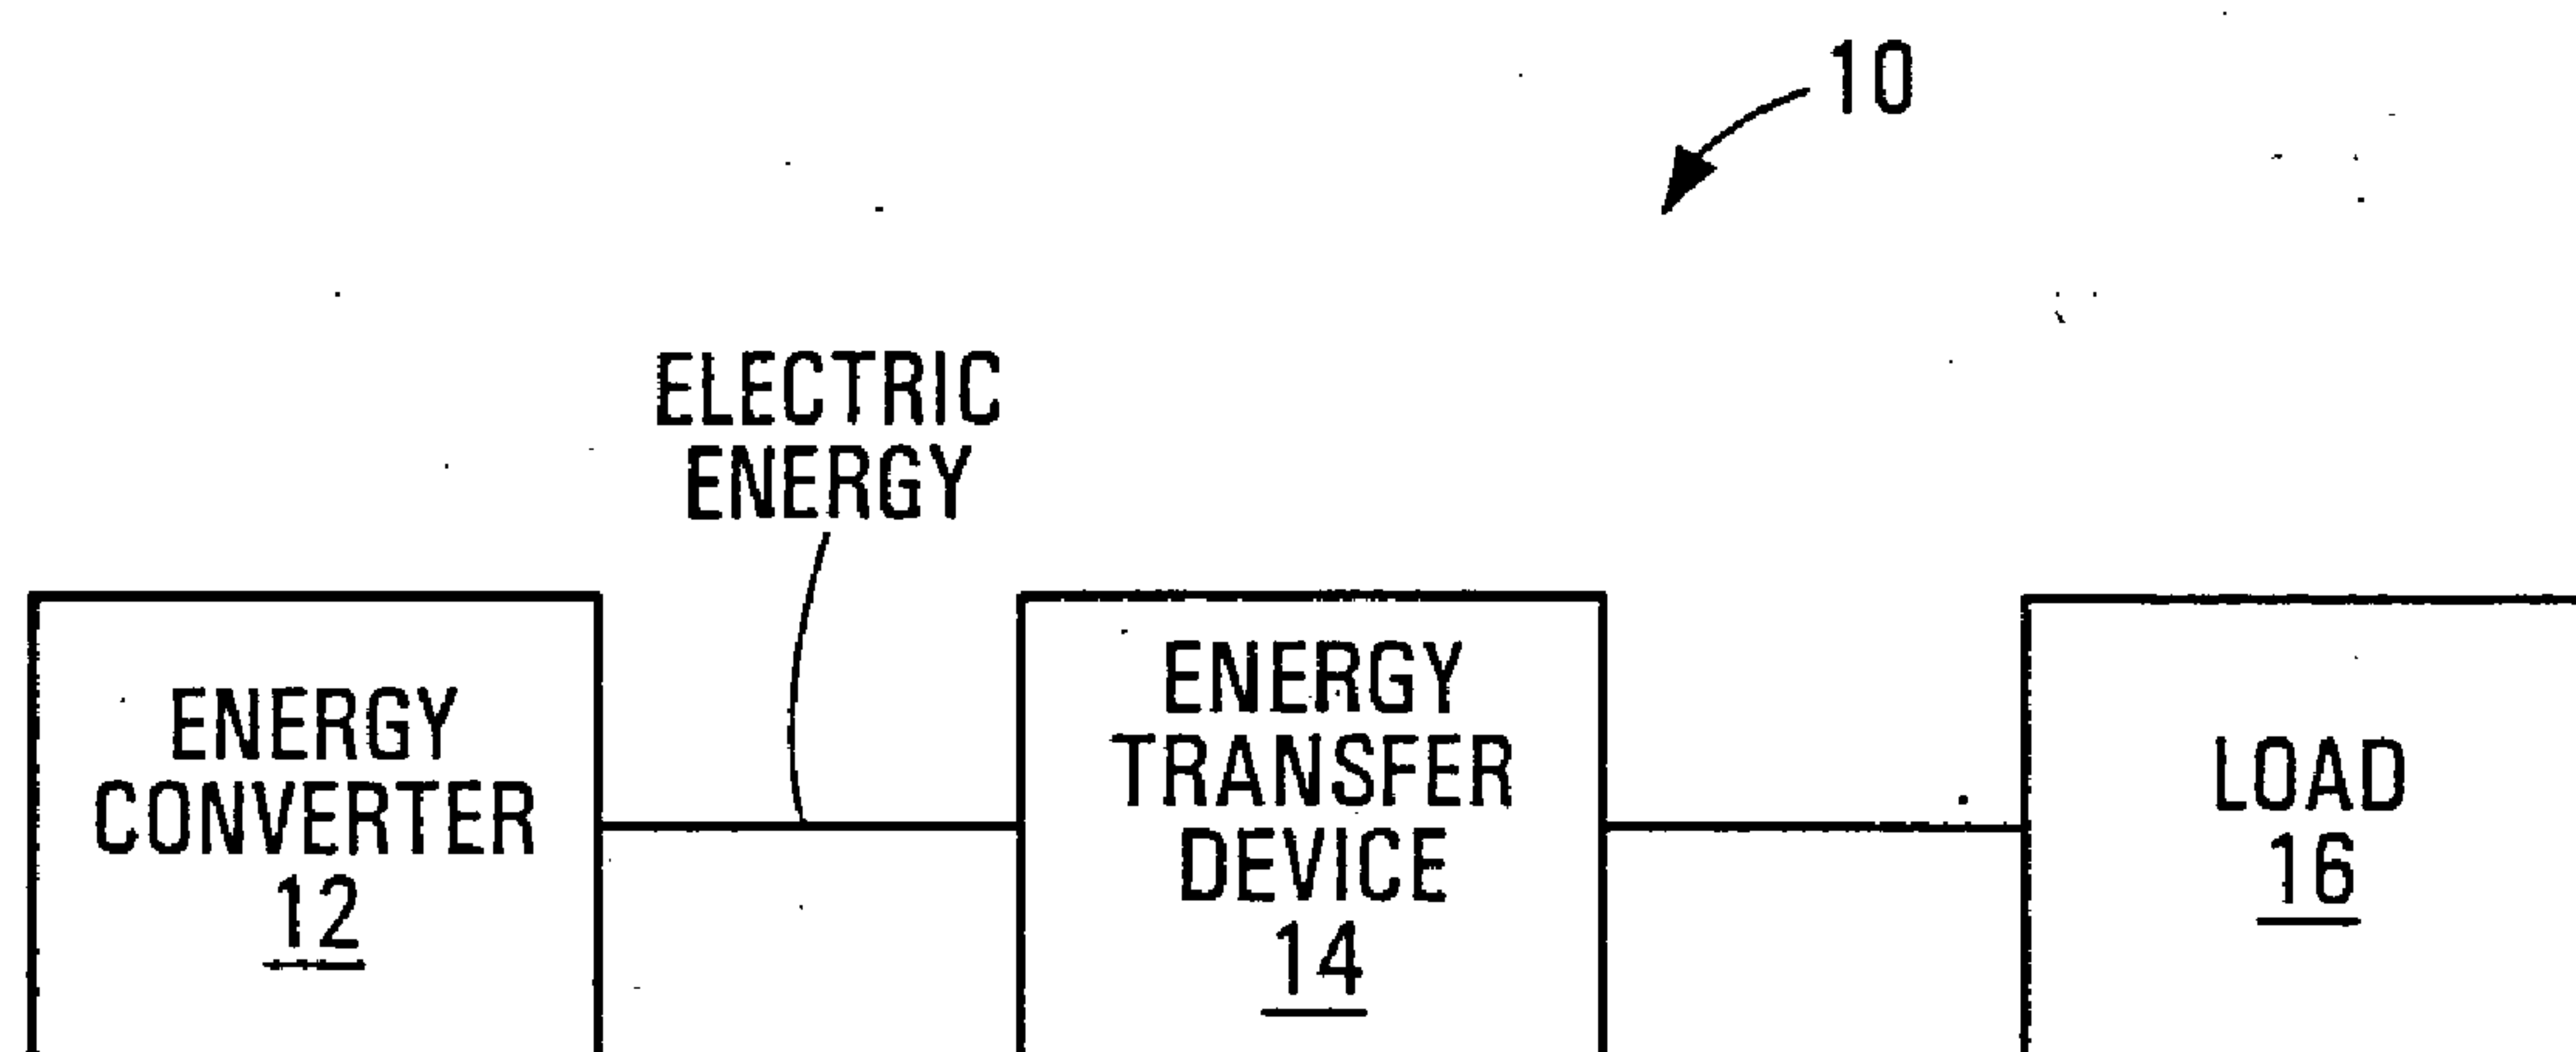 10
ELECTRIC
ENERGY
ENERGY
CONVERTER
12
ENERGY
TRANSFER
DEVICE
14
LOAD
16